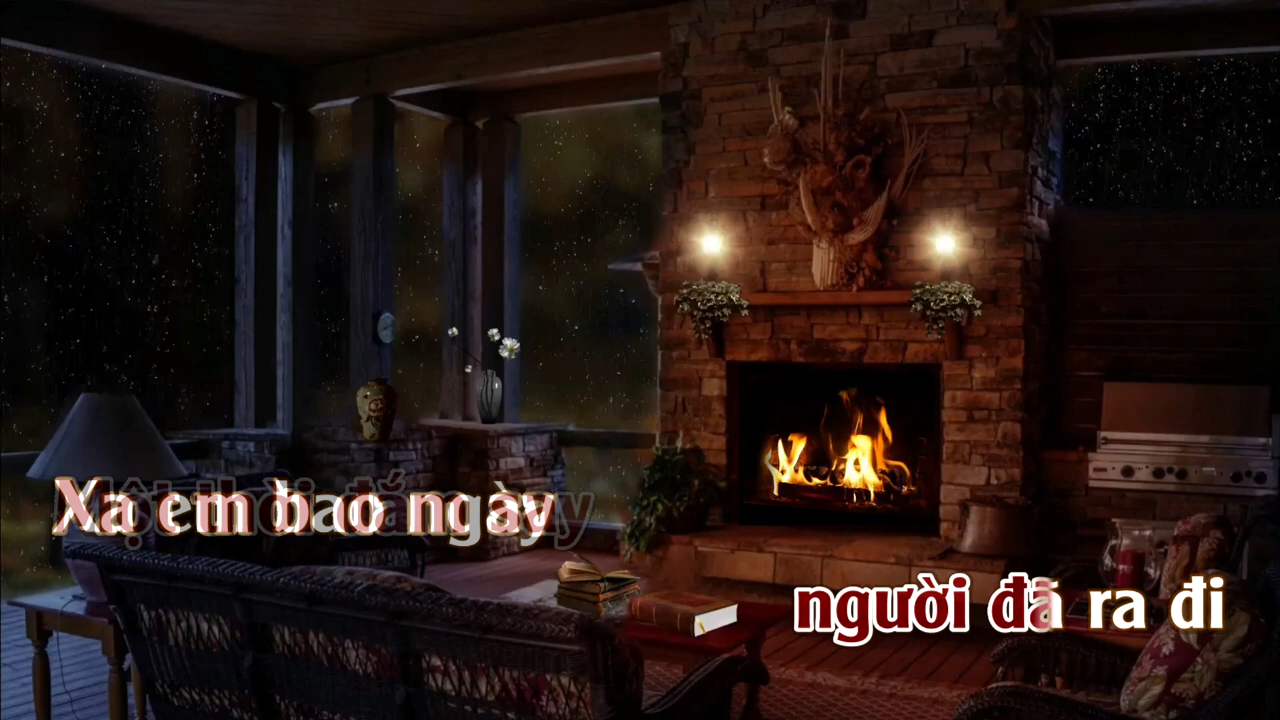 Xa em bao ngày
người đã ra đi